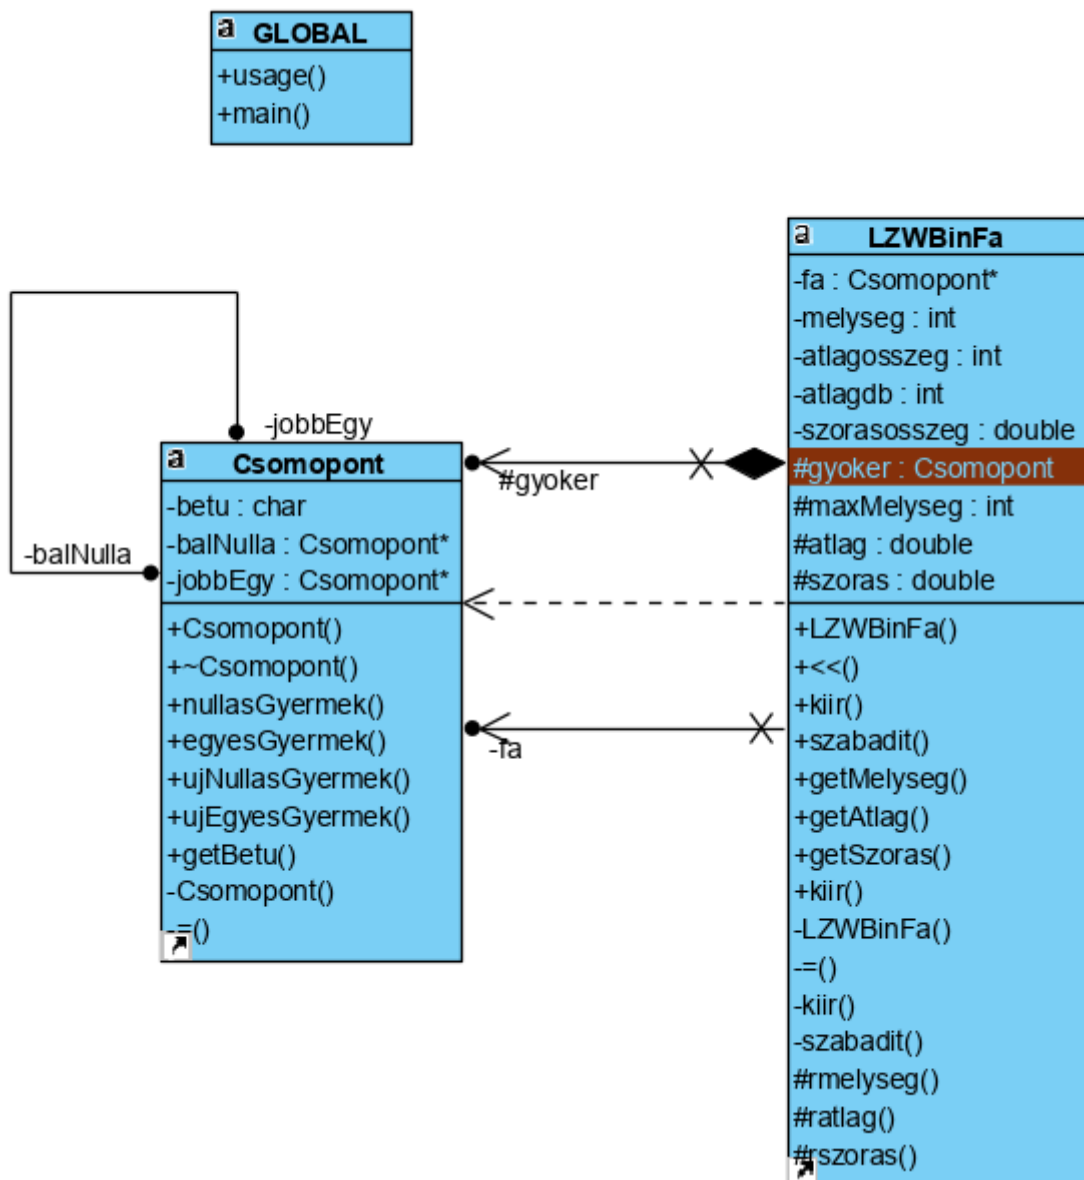 GLOBAL
+usage()
+main()
-jobbEgy
-balNulla
Csomopont
-betu : char
-balNulla : Csomopont*
-jobbEgy : Csomopont*
+Csomopont()
+~Csomopont()
+nullasGyermek()
+egyesGyermek()
+ujNullasGyermek()
+ujEgyesGyermek()
+getBetu()
-Csomopont()
-=()
#gyoker
-fa
LZWBinFa
-fa : Csomopont*
-melyseg : int
-atlagosszeg : int
-atlagdb : int
-szorasosszeg : double
#gyoker : Csomopont
#maxMelyseg : int
#atlag : double
#szoras : double
+LZWBinFa()
+<<()
+kiir()
+szabadit()
+getMelyseg()
+getAtlag()
+getSzoras()
+kiir()
-LZWBinFa()
-=()
-kiir()
-szabadit()
#rmelyseg()
#ratlag()
#rszoras()